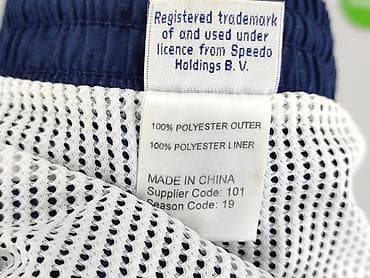 Registered trademark
of and used under
licence from Speedo
Holdings B.V.
100% POLYESTER OUTER
100% POLYESTER LINER
MADE IN CHINA
Supplier Code: 101
Season Code: 19